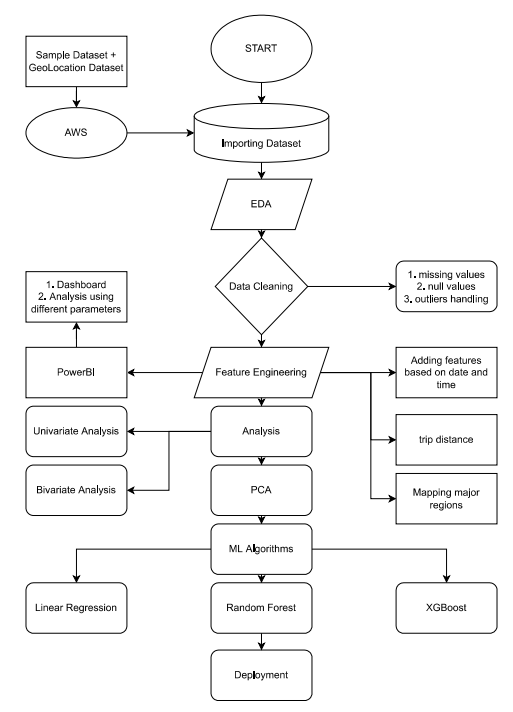 START
Sample Dataset +
GeoLocation Dataset
AWS
Importing Dataset
EDA
Data Cleaning
1. missing values
2. null values
3. outliers handling
1. Dashboard
2. Analysis using
different parameters
PowerBI
Feature Engineering
Adding features
based on date and
time
Univariate Analysis
Analysis
trip distance
Bivariate Analysis
PCA
Mapping major
regions
ML Algorithms
Linear Regression
Random Forest
XGBoost
Deployment